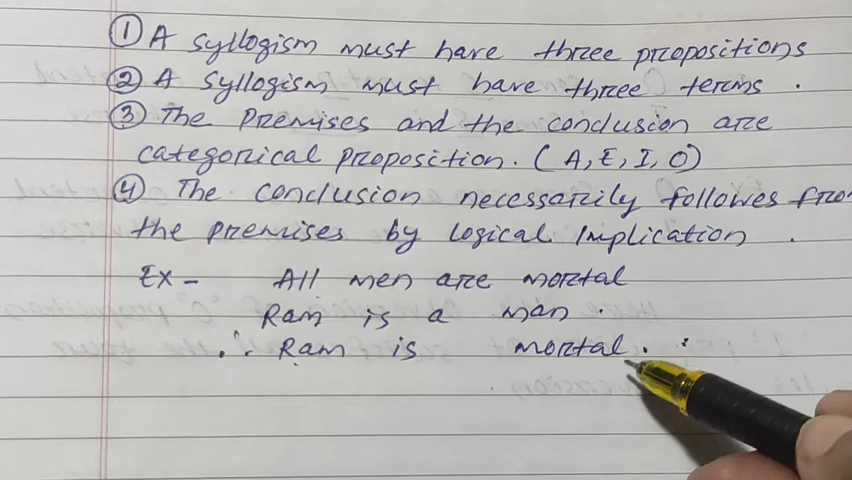 ① A syllogism must have three propositions
② A syllogism must have three terms .
③ The premises and the conclusion are
categorical proposition. (A, E, I, O)
④ The conclusion necessarily followes from
the premises by logical implication .
Ex - All men are mortal
Ram is a man .
∴ Ram is mortal. ∴